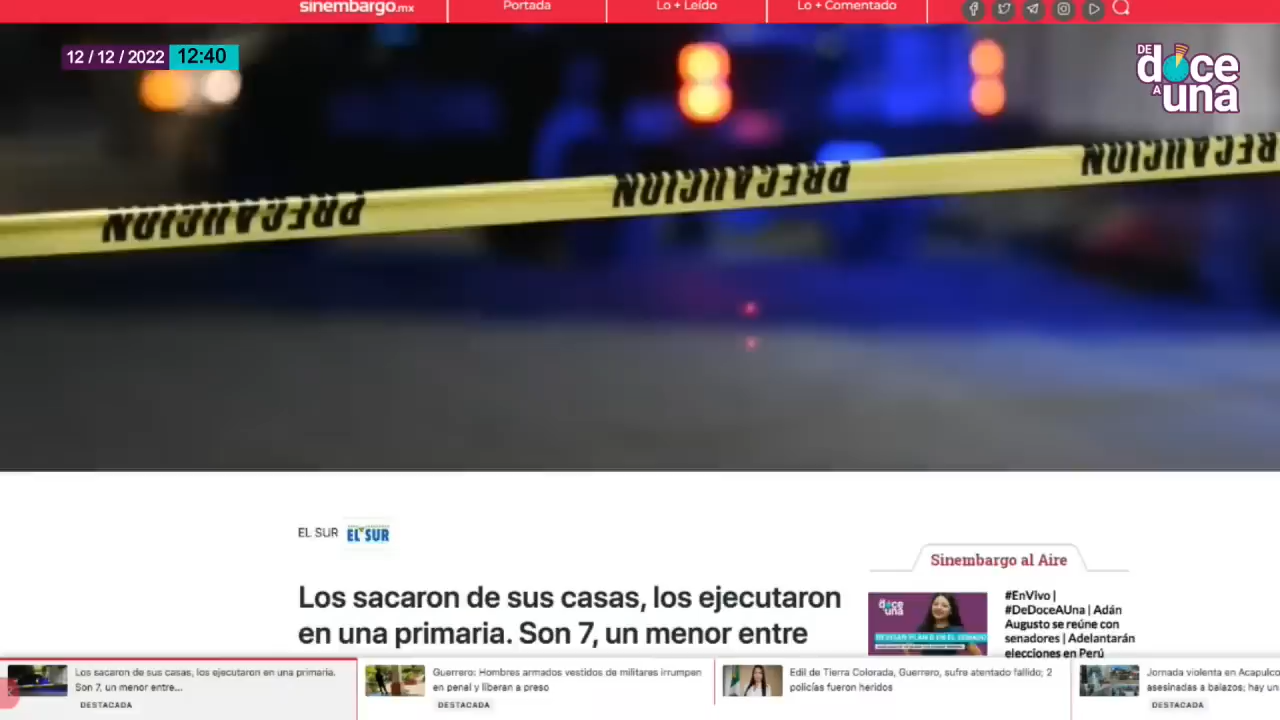 sinembargo.mx
Portada
Lo + Leído
Lo + Comentado
12 / 12 / 2022 12:40
DE
doce
A
una
PRECAUCION
PRECAUCION
PRECAUCION
EL SUR EL SUR
Los sacaron de sus casas, los ejecutaron
en una primaria. Son 7, un menor entre
Sinembargo al Aire
doce
una
#EnVivo |
#DeDoceAUna | Adán
Augusto se reúne con
senadores | Adelantarán
elecciones en Perú
Los sacaron de sus casas, los ejecutaron en una primaria.
Son 7, un menor entre...
DESTACADA
Guerrero: Hombres armados vestidos de militares irrumpen
en penal y liberan a preso
DESTACADA
Edil de Tierra Colorada, Guerrero, sufre atentado fallido; 2
policías fueron heridos
Jornada violenta en Acapulco
asesinadas a balazos; hay un
DESTACADA